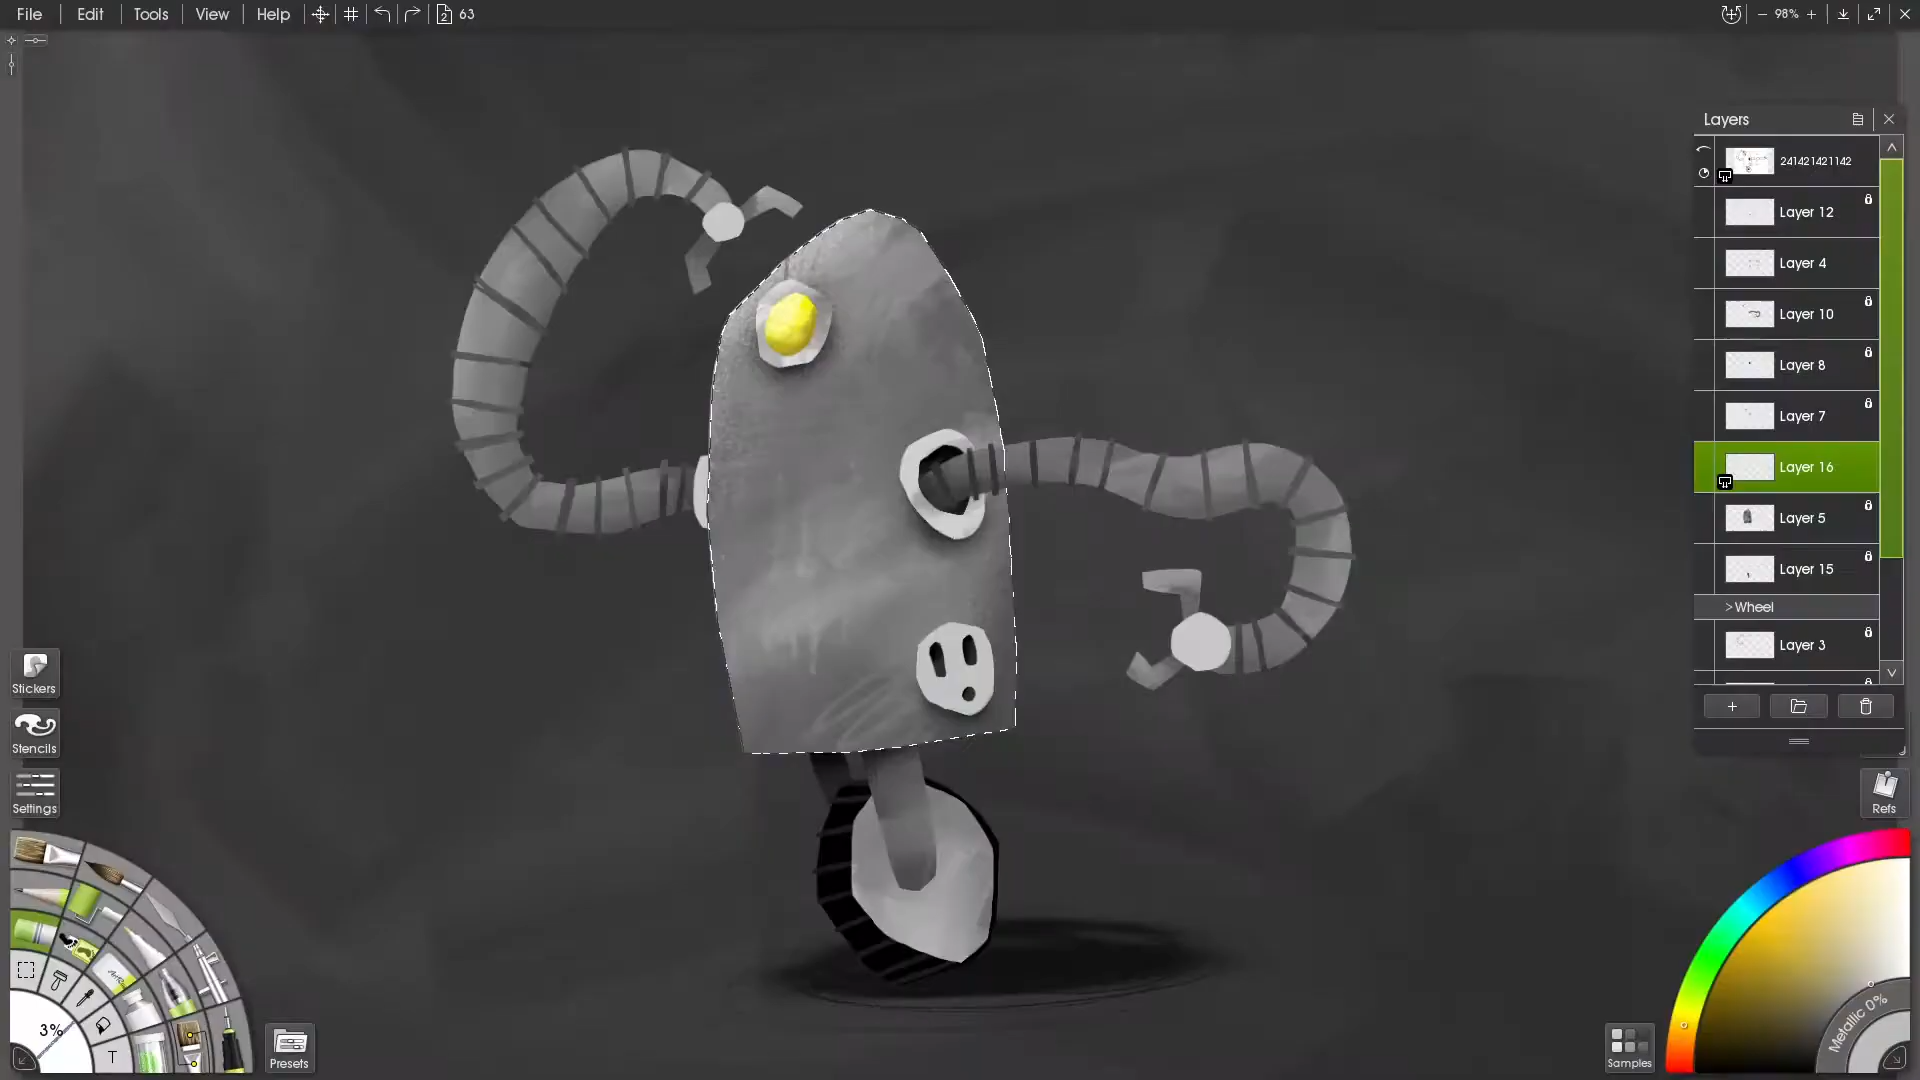 File Edit Tools View Help 2 63 98%
Layers
241421421142
Layer 12
Layer 4
Layer 10
Layer 8
Layer 7
Layer 16
Layer 5
Layer 15
>Wheel
Layer 3
Stickers
Stencils
Settings
Refs
3%
T
Presets
Metallic 0%
Samples